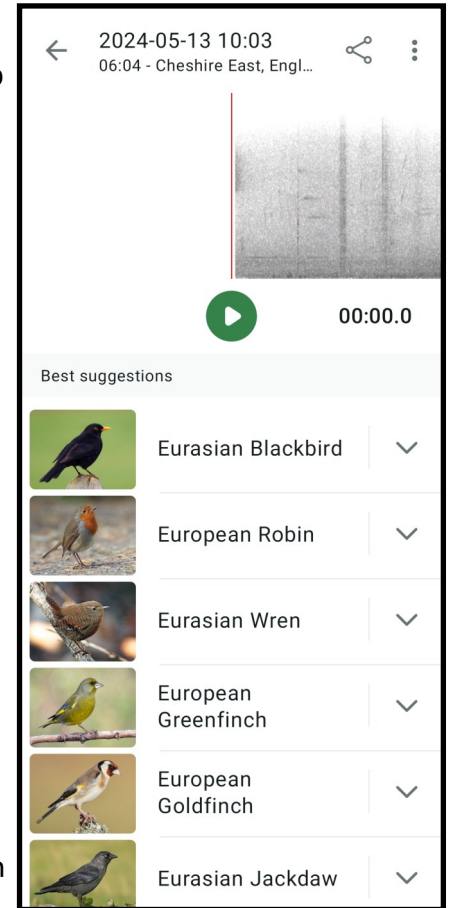 2024-05-13 10:03
06:04 - Cheshire East, Engl...
00:00.0
Best suggestions
Eurasian Blackbird
European Robin
Eurasian Wren
European
Greenfinch
European
Goldfinch
Eurasian Jackdaw